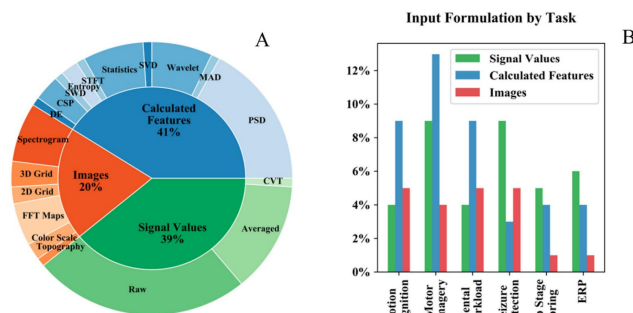 A
SVD
Statistics
Wavelet
STFT
MAD
Entropy
SWD
CSP
DE
Calculated
Features
41%
PSD
Spectrogram
Images
20%
3D Grid
CVT
2D Grid
Signal Values
39%
Averaged
FFT Maps
Color Scale
Topography
Raw
Input Formulation by Task
B
Signal Values
Calculated Features
Images
12%
10%
8%
6%
4%
2%
0%
Motor
ERP